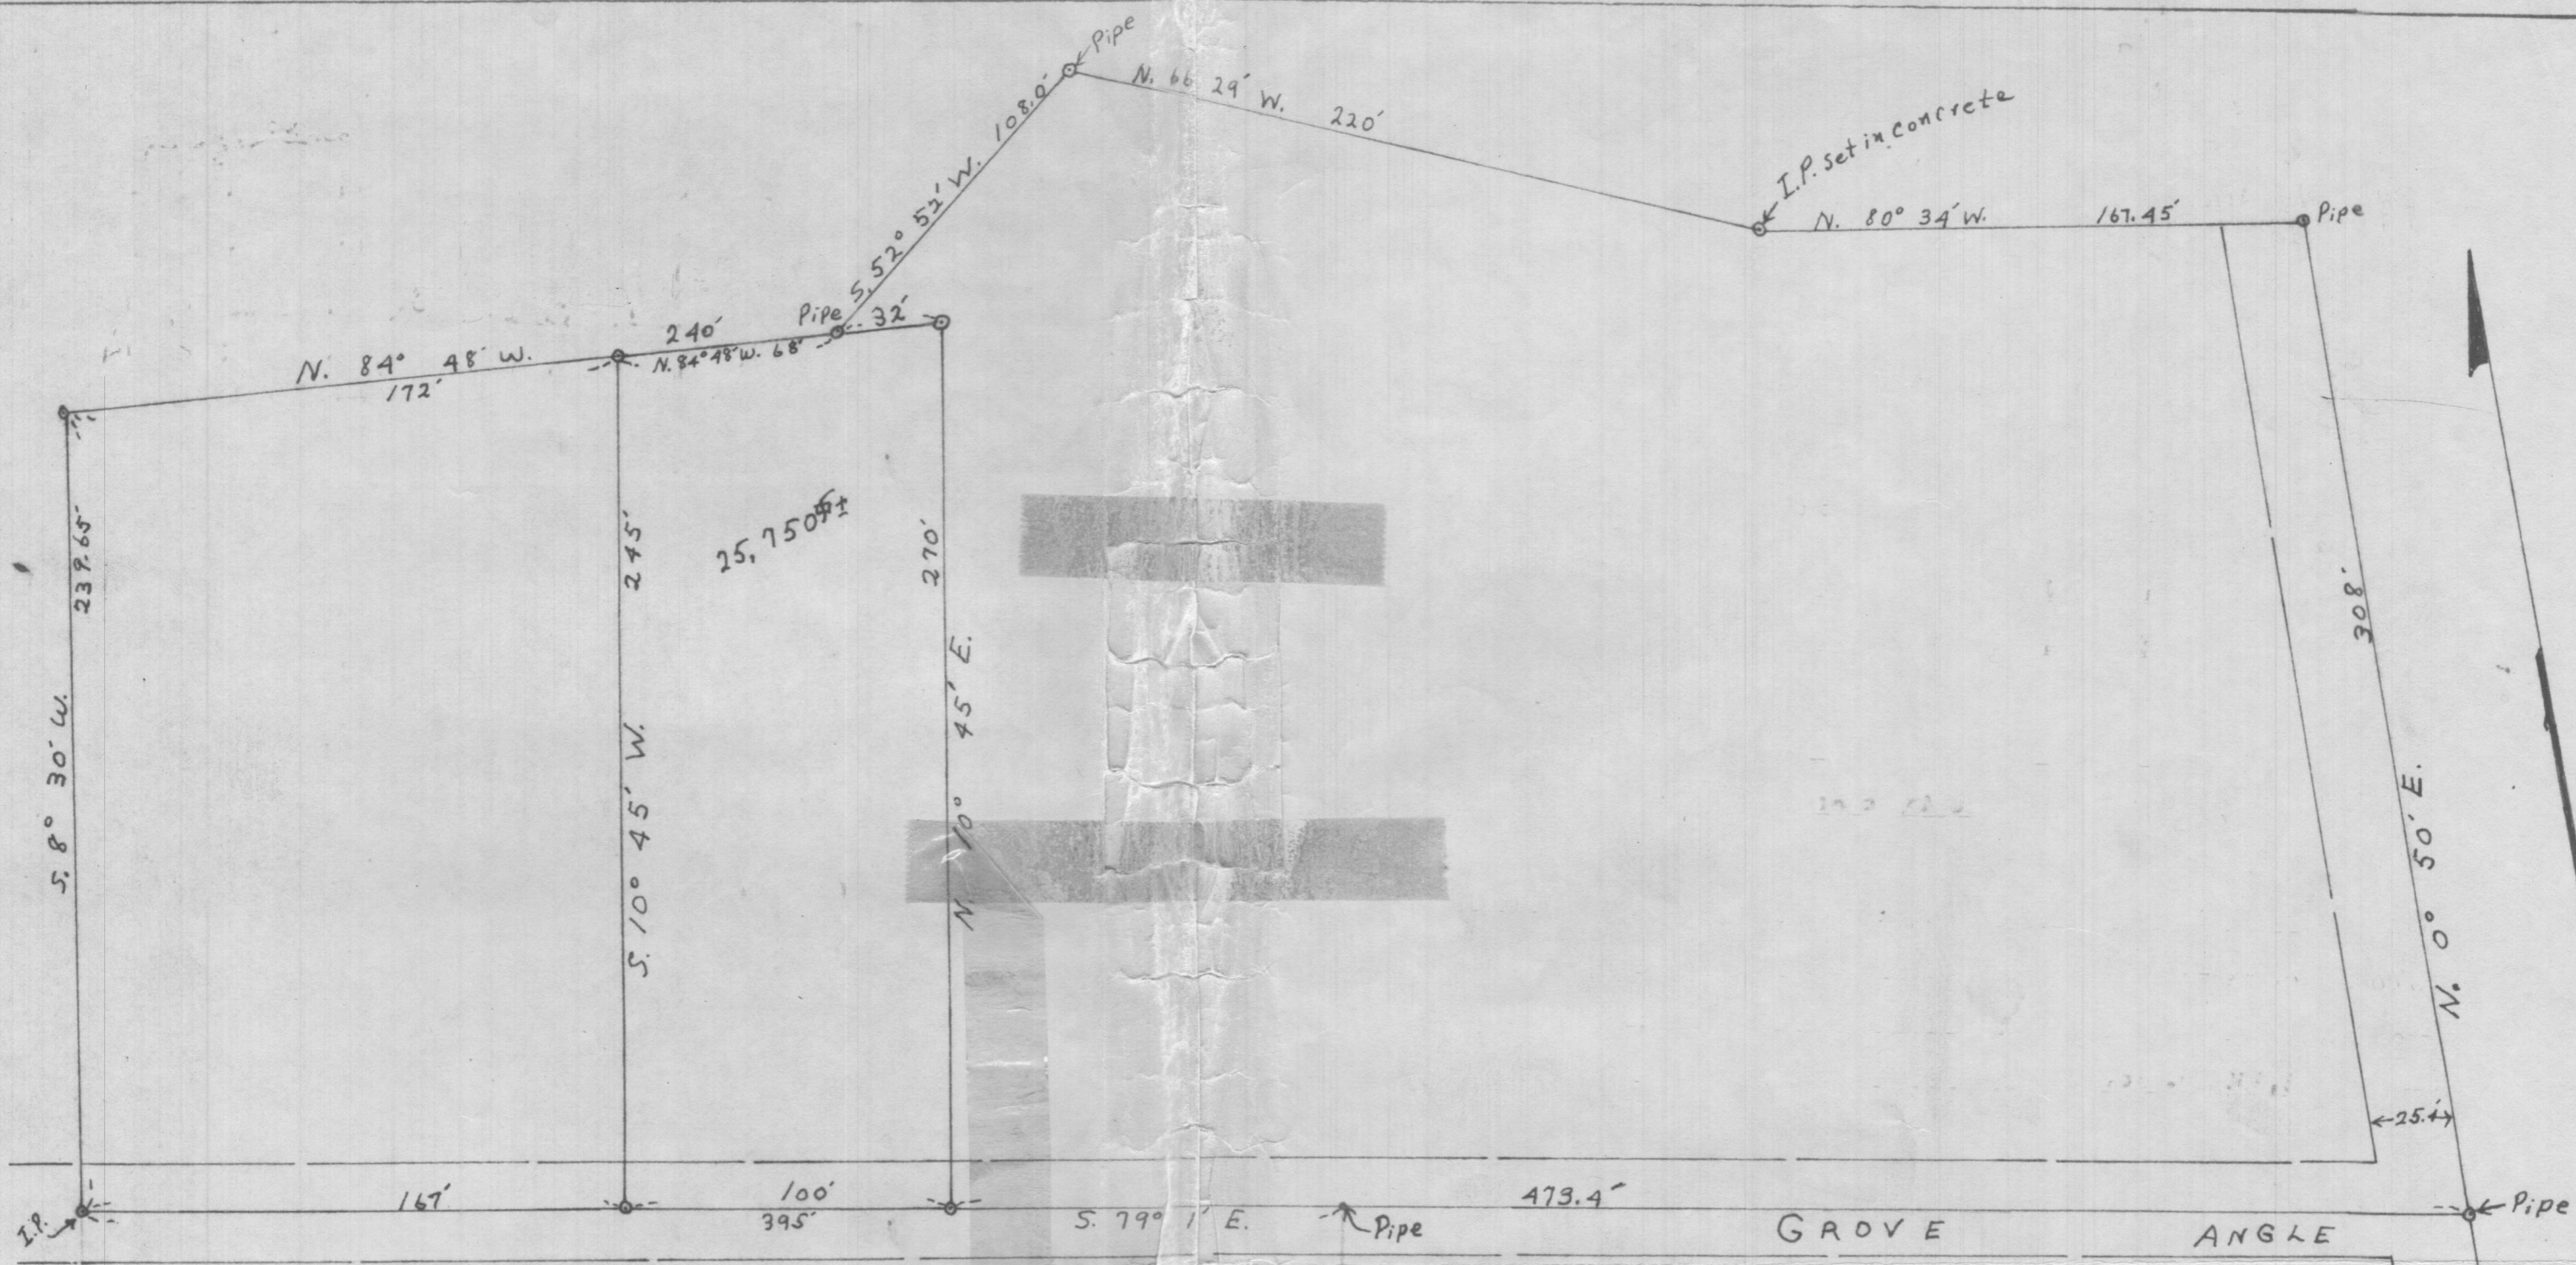 Pipe
N. 66 29' W. 220'
S. 52° 52' W. 108.0'
I.P. Set in Concrete
N. 80° 34' W. 167.45'
Pipe
Pipe
32'
240'
N. 84° 48' W. 68'
N. 84° 48' W.
172'
239.65'
S. 8° 30' W.
245'
S. 10° 45' W.
25,750
270'
N. 10° 45' E.
308'
N. 0° 50' E.
25.4'
I.P.
167'
100'
395'
S. 79° 1' E.
Pipe
473.4'
Pipe
GROVE ANGLE